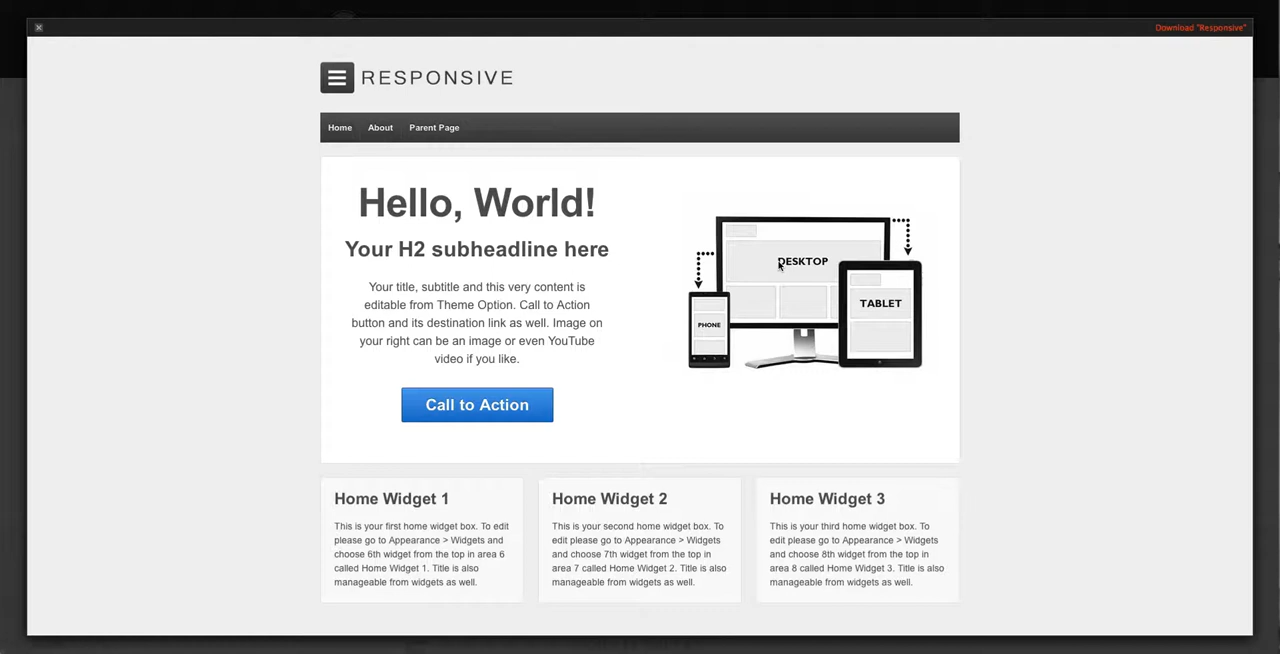 Download "Responsive"
RESPONSIVE
Home About Parent Page
Hello, World!
Your H2 subheadline here
Your title, subtitle and this very content is
editable from Theme Option. Call to Action
button and its destination link as well. Image on
your right can be an image or even YouTube
video if you like.
Call to Action
DESKTOP
TABLET
PHONE
Home Widget 1
This is your first home widget box. To edit
please go to Appearance > Widgets and
choose 6th widget from the top in area 6
called Home Widget 1. Title is also
manageable from widgets as well.
Home Widget 2
This is your second home widget box. To
edit please go to Appearance > Widgets
and choose 7th widget from the top in
area 7 called Home Widget 2. Title is also
manageable from widgets as well.
Home Widget 3
This is your third home widget box. To
edit please go to Appearance > Widgets
and choose 8th widget from the top in
area 8 called Home Widget 3. Title is also
manageable from widgets as well.